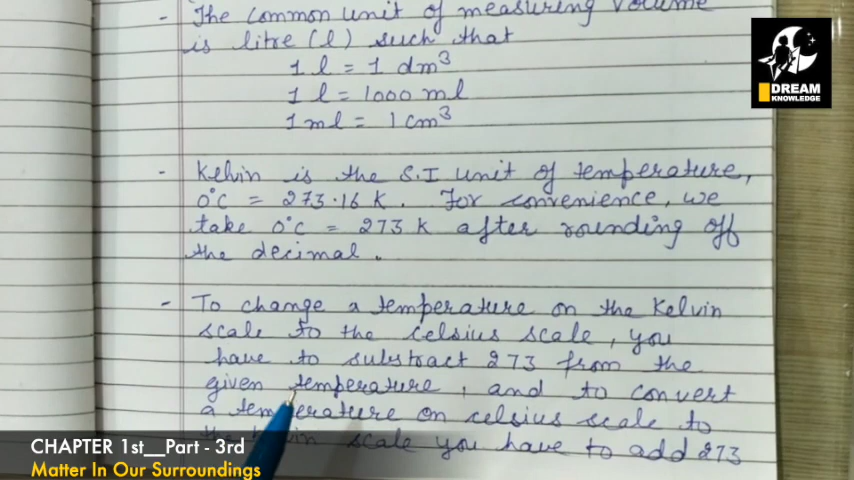 - The common unit of measuring volume
is litre (l) such that
1 l = 1 dm³
1 l = 1000 ml
1 ml = 1 cm³
- Kelvin is the S.I unit of temperature,
0°C = 273.16 K. For convenience, we
take 0°C = 273 K after rounding off
the decimal.
- To change a temperature on the Kelvin
scale to the celsius scale, you
have to substract 273 from the
given temperature, and to convert
a temperature on celsius scale to
the Kelvin scale you have to add 273
DREAM
KNOWLEDGE
CHAPTER 1st__Part - 3rd
Matter In Our Surroundings